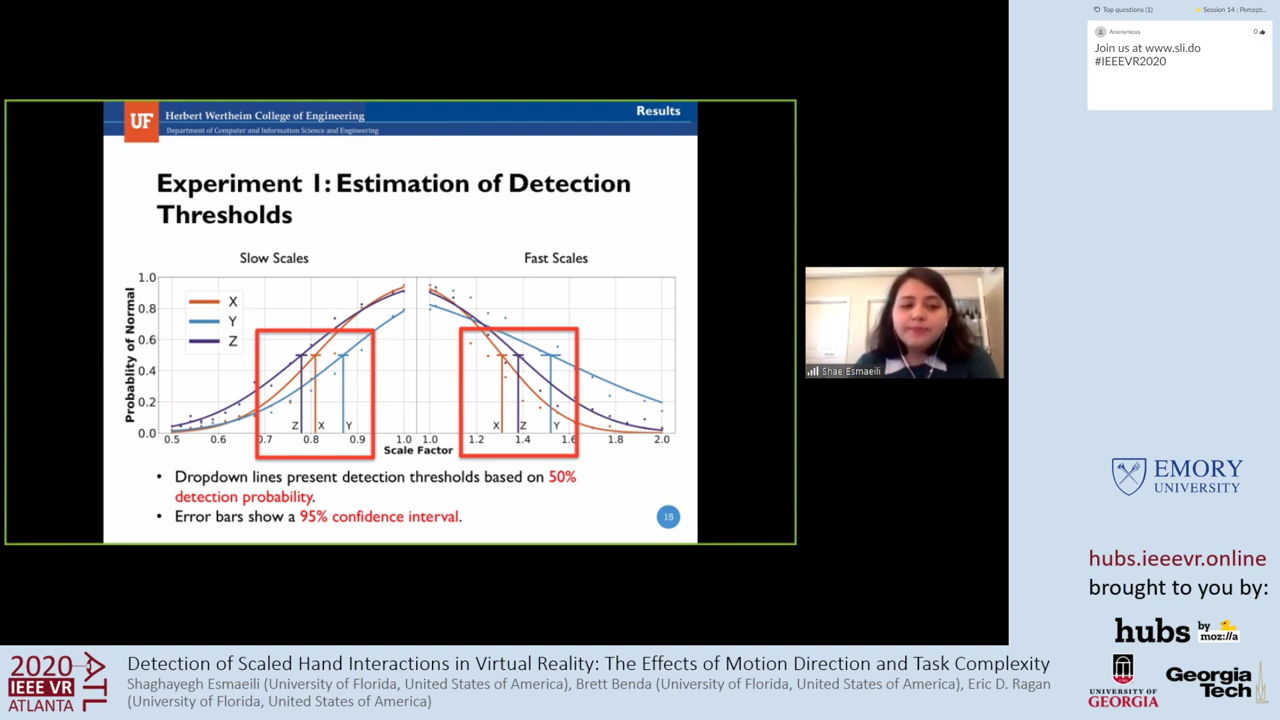 Top questions (1)
Session 14 : Percept...
Anonymous
0
Join us at www.sli.do
#IEEEVR2020
UF
Herbert Wertheim College of Engineering
Department of Computer and Information Science and Engineering
Results
Experiment 1: Estimation of Detection
Thresholds
Slow Scales
Fast Scales
Probablity of Normal
1.0
0.8
0.6
0.4
0.2
0.0
X
Y
Z
Z
X
Y
X
Z
Y
0.5
0.6
0.7
0.8
0.9
1.0
1.0
1.2
1.4
1.6
1.8
2.0
Scale Factor
• Dropdown lines present detection thresholds based on 50%
detection probability.
• Error bars show a 95% confidence interval.
15
Shae Esmaeili
EMORY
UNIVERSITY
hubs.ieeevr.online
brought to you by:
hubs by
moz://a
UNIVERSITY OF
GEORGIA
Georgia
Tech
2020
IEEE VR
ATLANTA
ATL
Detection of Scaled Hand Interactions in Virtual Reality: The Effects of Motion Direction and Task Complexity
Shaghayegh Esmaeili (University of Florida, United States of America), Brett Benda (University of Florida, United States of America), Eric D. Ragan
(University of Florida, United States of America)